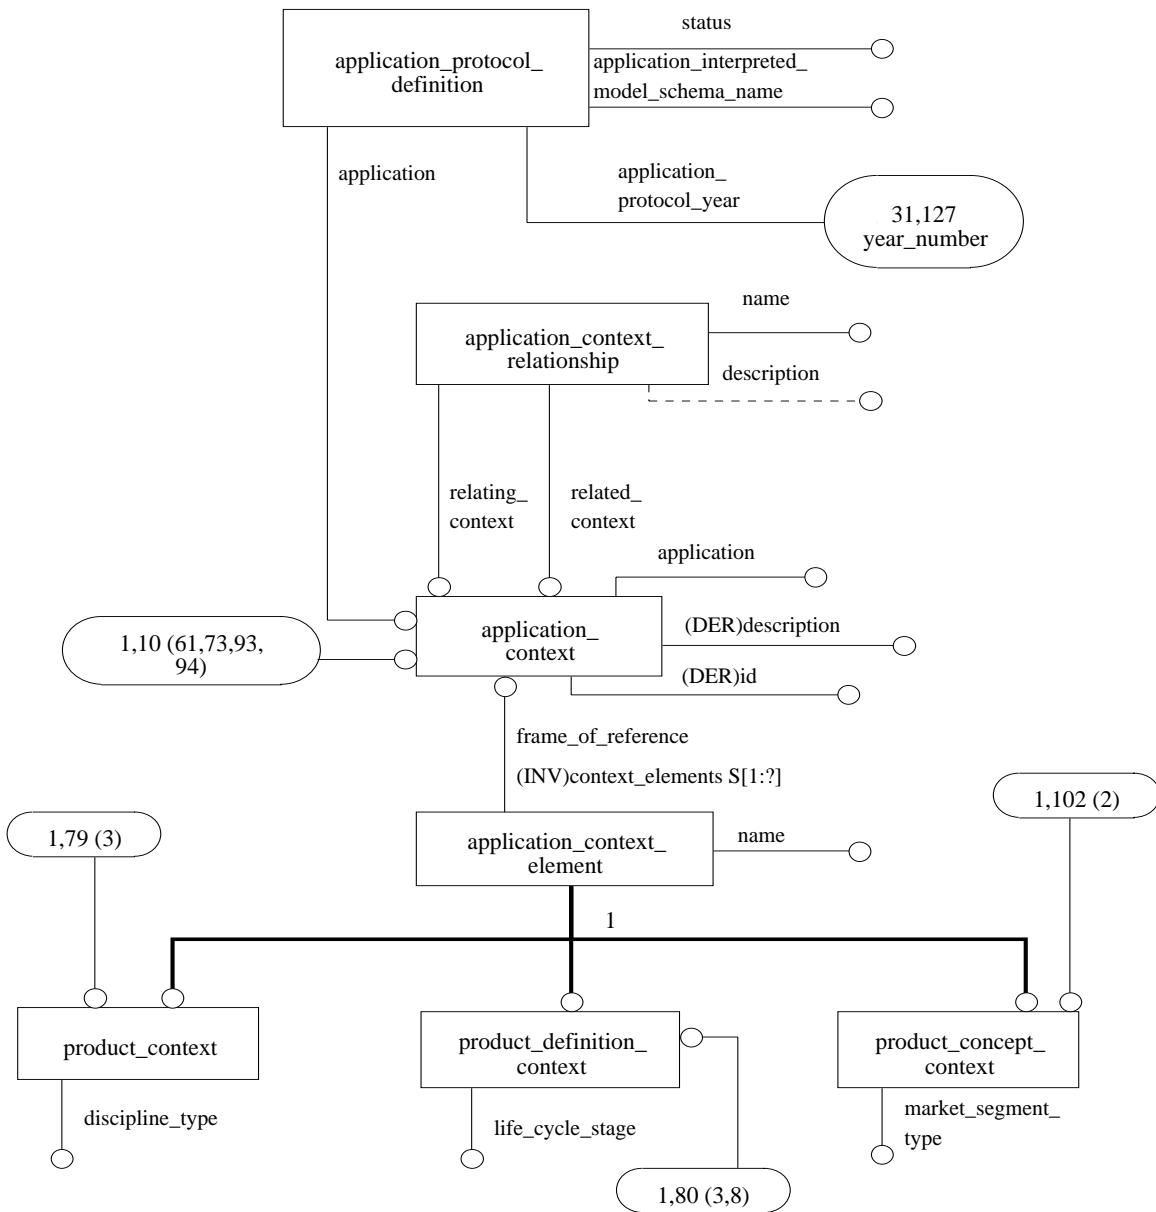 status
application_protocol_
definition
application_interpreted_
model_schema_name
application
application_
protocol_year
31,127
year_number
name
application_context_
relationship
description
relating_
context
related_
context
application
1,10 (61,73,93,
94)
application_
context
(DER)description
(DER)id
frame_of_reference
(INV)context_elements S[1:?]
1,102 (2)
1,79 (3)
application_context_
element
name
1
product_context
product_definition_
context
product_concept_
context
discipline_type
life_cycle_stage
market_segment_
type
1,80 (3,8)